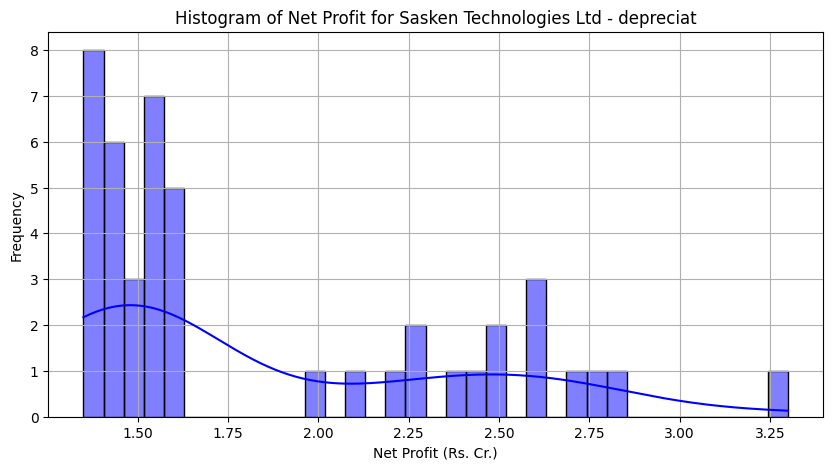 Histogram of Net Profit for Sasken Technologies Ltd - depreciat
8
7
6
5
4
3
2
1
0
Frequency
1.50 1.75 2.00 2.25 2.50 2.75 3.00 3.25
Net Profit (Rs. Cr.)